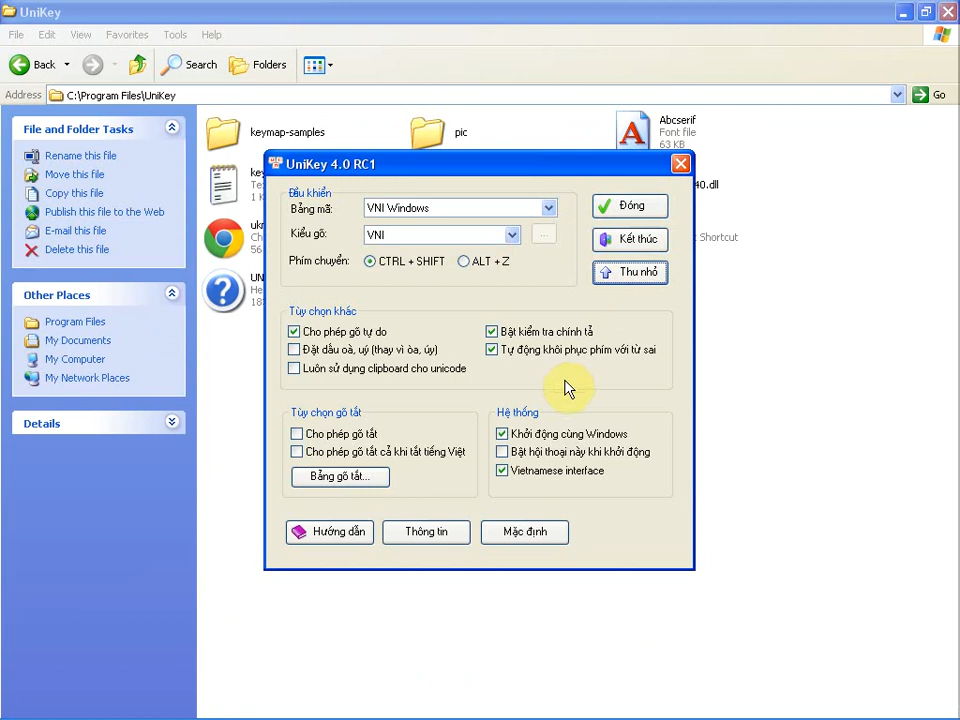 UniKey
File Edit View Favorites Tools Help
Back Search Folders
Address C:\Program Files\UniKey Go
File and Folder Tasks
Rename this file
Move this file
Copy this file
Publish this file to the Web
E-mail this file
Delete this file
Other Places
Program Files
My Documents
My Computer
My Network Places
Details
keymap-samples
pic
Abcserif
Font file
63 KB
40.dll
Shortcut
UniKey 4.0 RC1
Điều khiển
Bảng mã: VNI Windows
Kiểu gõ: VNI ...
Phím chuyển: CTRL + SHIFT ALT + Z
Đóng
Kết thúc
Thu nhỏ
Tùy chọn khác
Cho phép gõ tự do
Đặt dấu oà, uý (thay vì òa, úy)
Luôn sử dụng clipboard cho unicode
Bật kiểm tra chính tả
Tự động khôi phục phím với từ sai
Tùy chọn gõ tắt
Cho phép gõ tắt
Cho phép gõ tắt cả khi tắt tiếng Việt
Bảng gõ tắt...
Hệ thống
Khởi động cùng Windows
Bật hội thoại này khi khởi động
Vietnamese interface
Hướng dẫn
Thông tin
Mặc định